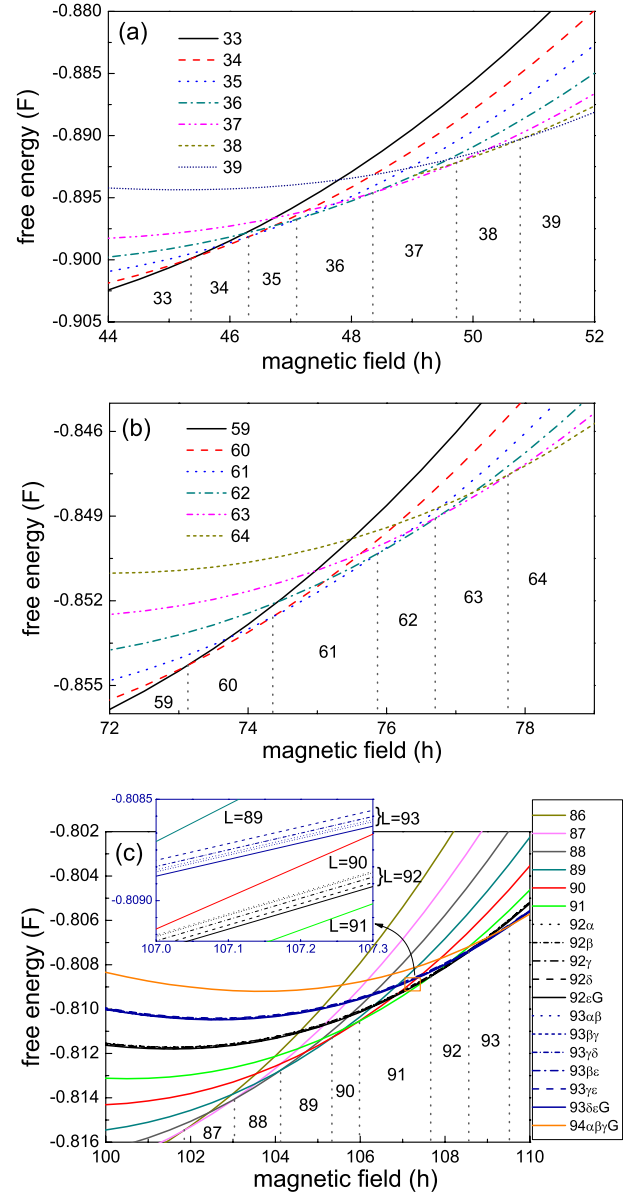 (a)
33
34
35
36
37
38
39
free energy (F)
-0.880
-0.885
-0.890
-0.895
-0.900
-0.905
33 34 35 36 37 38 39
44 46 48 50 52
magnetic field (h)
(b)
59
60
61
62
63
64
free energy (F)
-0.846
-0.849
-0.852
-0.855
59 60 61 62 63 64
72 74 76 78
magnetic field (h)
(c)
-0.8085
-0.8090
107.0 107.1 107.2 107.3
L=89
L=90
L=91
}L=93
}L=92
free energy (F)
-0.802
-0.804
-0.806
-0.808
-0.810
-0.812
-0.814
-0.816
87 88 89 90 91 92 93
100 102 104 106 108 110
magnetic field (h)
86
87
88
89
90
91
92α
92β
92γ
92δ
92εG
93αβ
93βγ
93γδ
93βε
93γε
93δεG
94αβγG